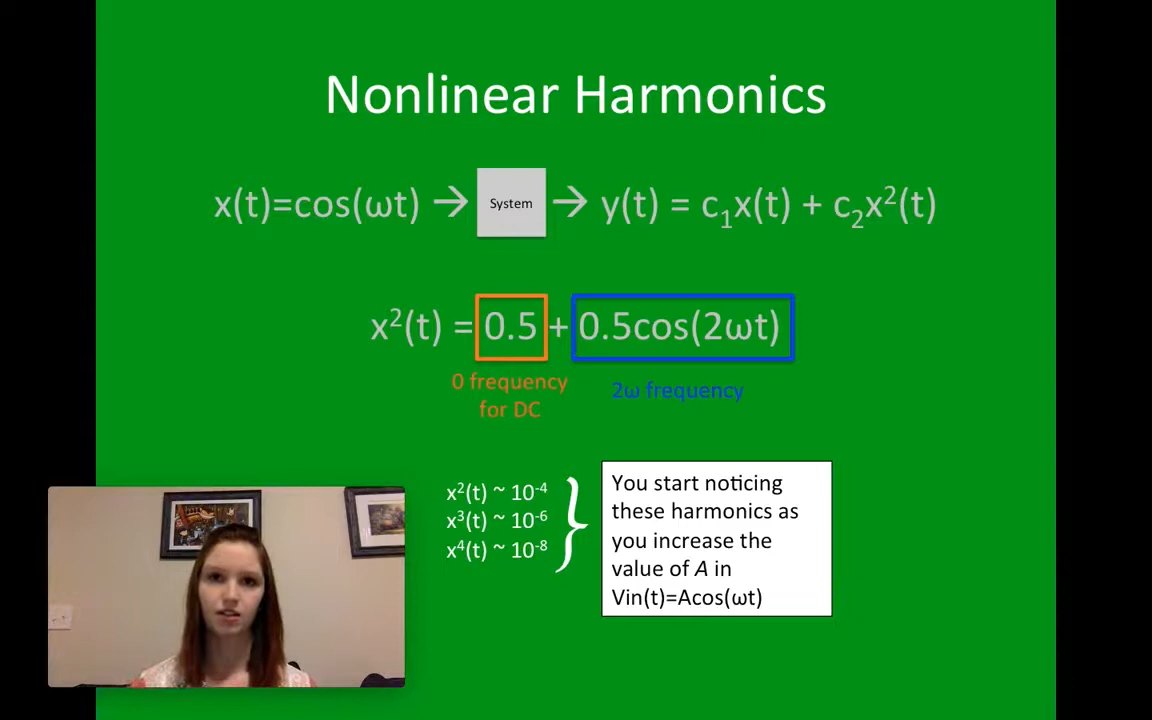 Nonlinear Harmonics
x(t)=cos(ωt) → System → y(t) = c₁x(t) + c₂x²(t)
x²(t) = 0.5 + 0.5cos(2ωt)
0 frequency
for DC
2ω frequency
x²(t) ~ 10⁻⁴
x³(t) ~ 10⁻⁶
x⁴(t) ~ 10⁻⁸
You start noticing
these harmonics as
you increase the
value of A in
Vin(t)=Acos(ωt)